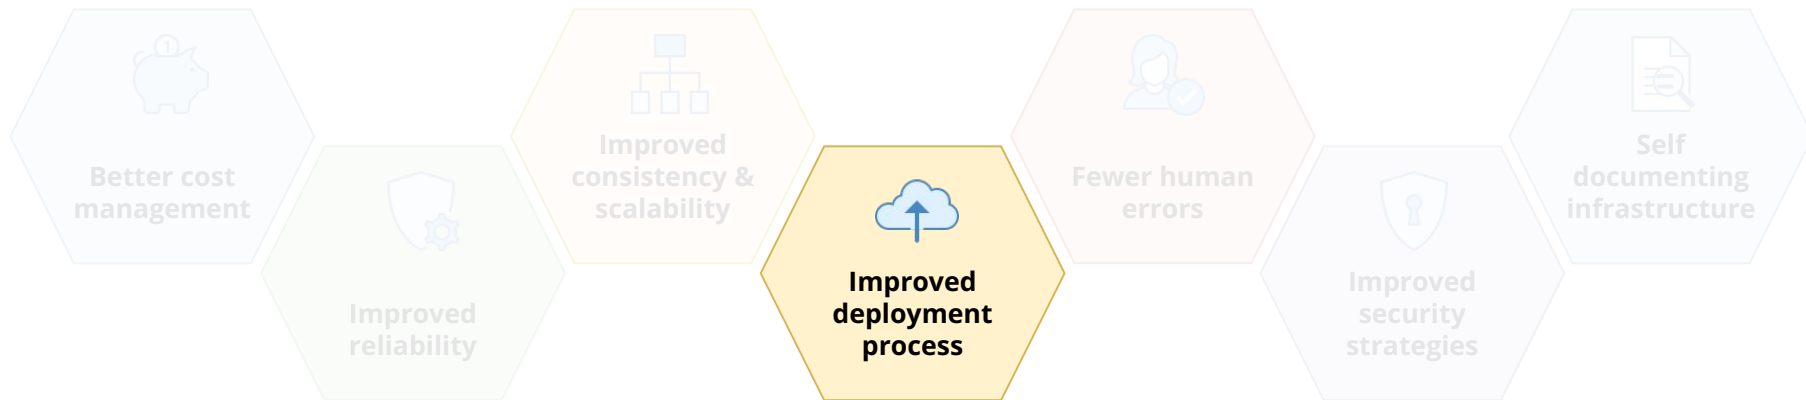 Better cost
management
Improved
reliability
Improved
consistency &
scalability
Improved
deployment
process
Fewer human
errors
Improved
security
strategies
Self
documenting
infrastructure
1